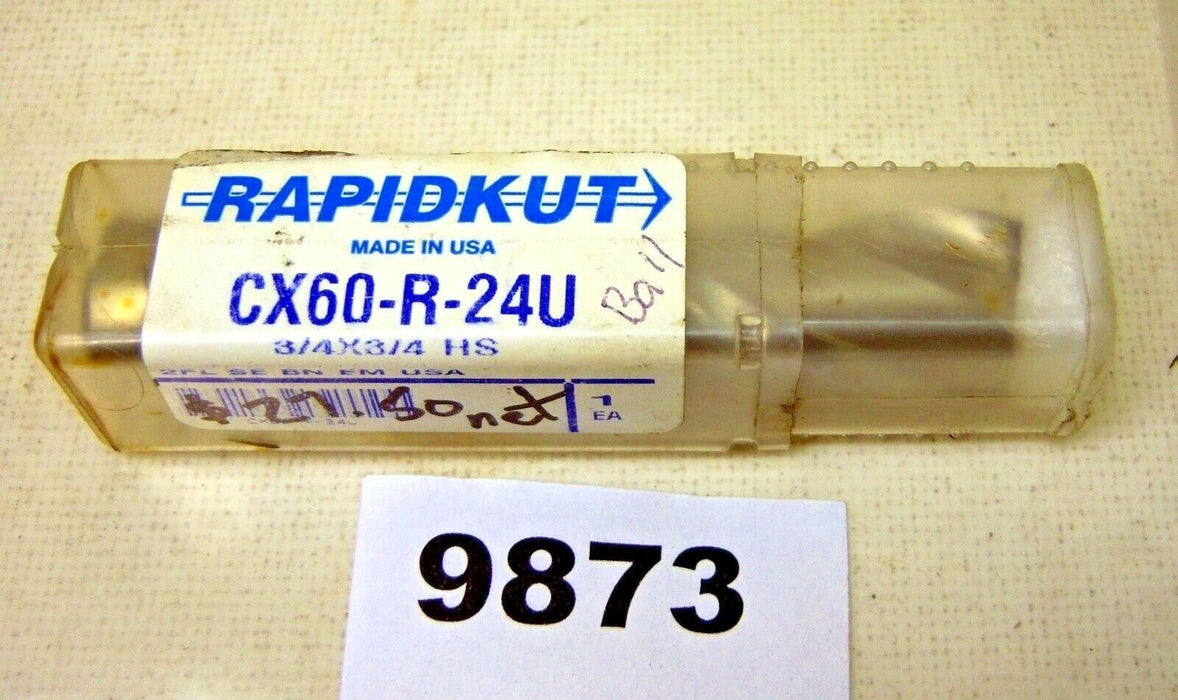 RAPIDKUT
MADE IN USA
CX60-R-24U
Ball
3/4X3/4 HS
2FL SE BN EM USA
$27.50 net
1
EA
9873